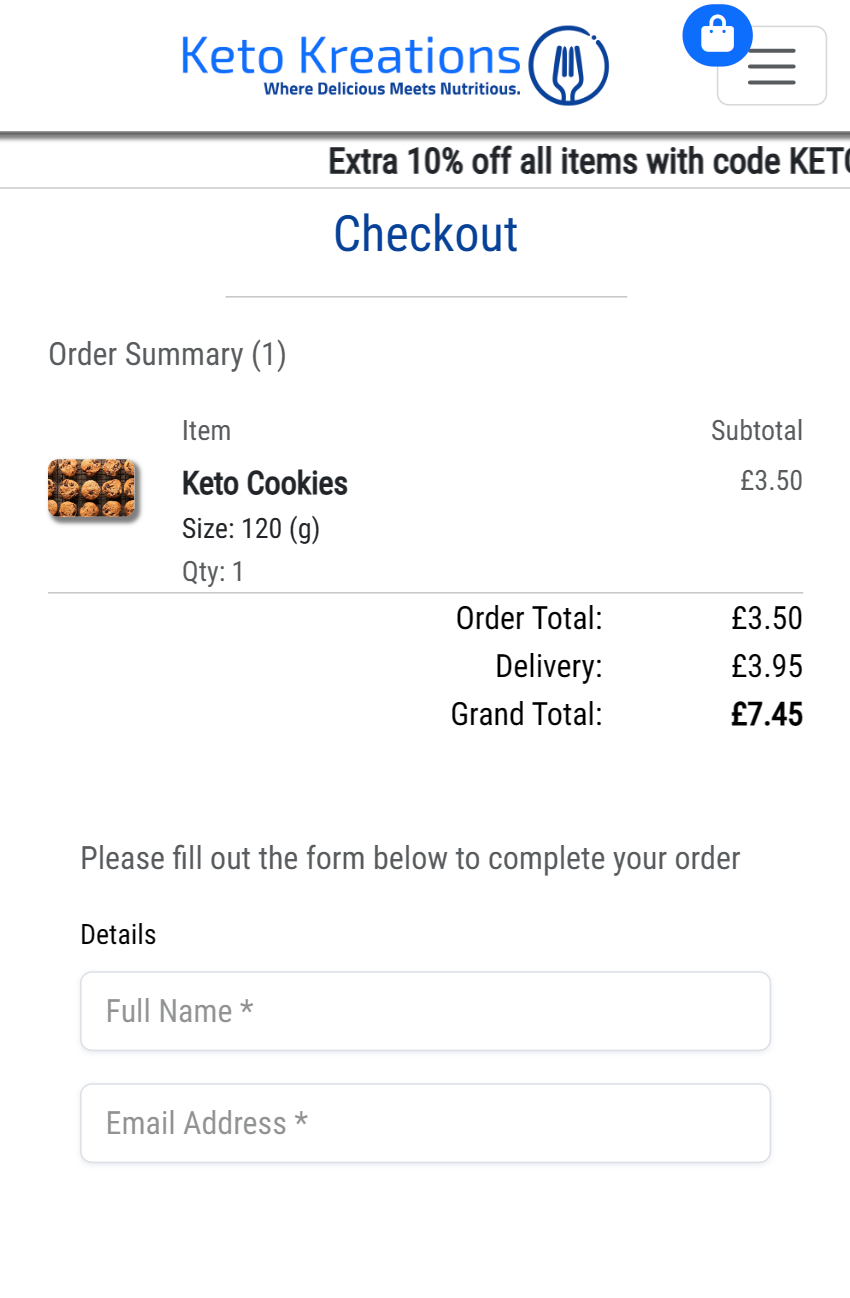 Keto Kreations
Where Delicious Meets Nutritious.
Extra 10% off all items with code
Checkout
Order Summary (1)
Item Subtotal
Keto Cookies £3.50
Size: 120 (g)
Qty: 1
Order Total: £3.50
Delivery: £3.95
Grand Total: £7.45
Please fill out the form below to complete your order
Details
Full Name *
Email Address *